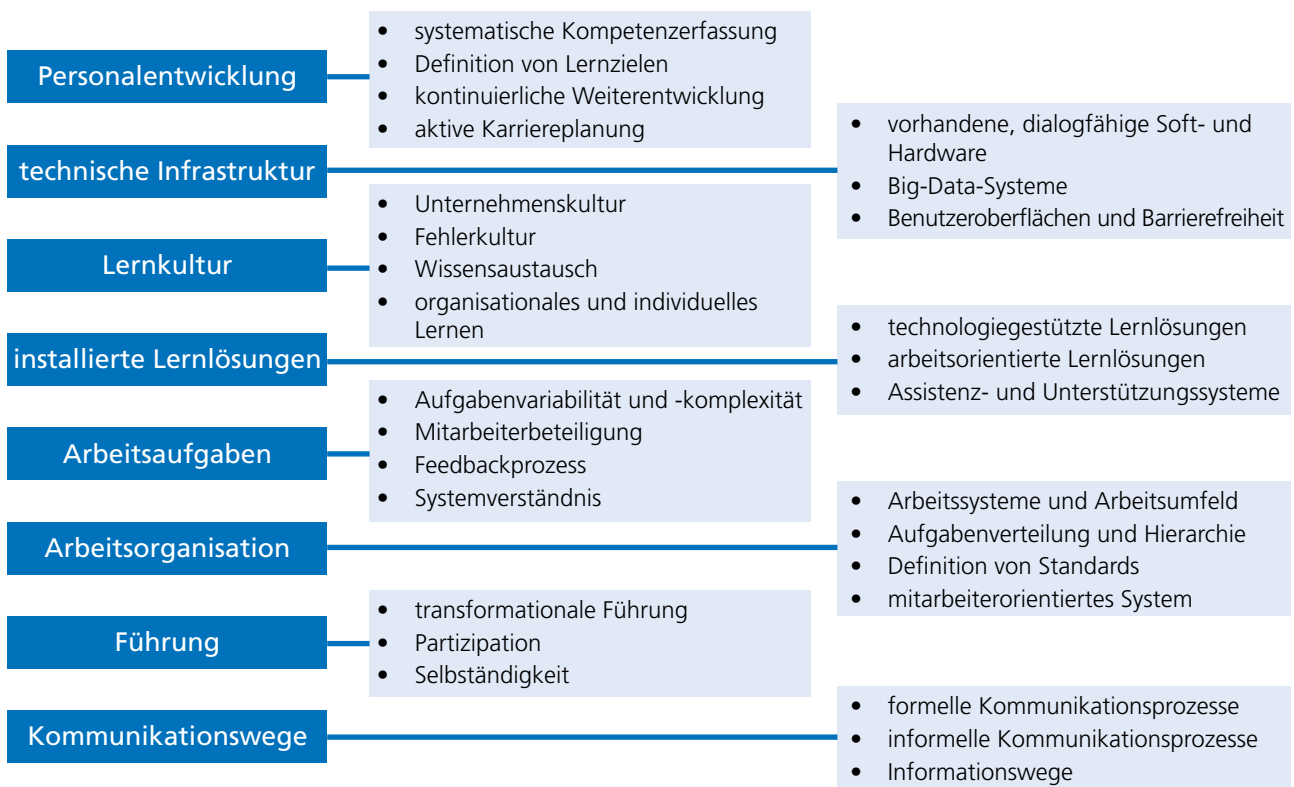 Personalentwicklung
• systematische Kompetenzerfassung
• Definition von Lernzielen
• kontinuierliche Weiterentwicklung
• aktive Karriereplanung
technische Infrastruktur
• vorhandene, dialogfähige Soft- und
Hardware
• Big-Data-Systeme
• Benutzeroberflächen und Barrierefreiheit
Lernkultur
• Unternehmenskultur
• Fehlerkultur
• Wissensaustausch
• organisationales und individuelles
Lernen
installierte Lernlösungen
• technologiegestützte Lernlösungen
• arbeitsorientierte Lernlösungen
• Assistenz- und Unterstützungssysteme
Arbeitsaufgaben
• Aufgabenvariabilität und -komplexität
• Mitarbeiterbeteiligung
• Feedbackprozess
• Systemverständnis
Arbeitsorganisation
• Arbeitssysteme und Arbeitsumfeld
• Aufgabenverteilung und Hierarchie
• Definition von Standards
• mitarbeiterorientiertes System
Führung
• transformationale Führung
• Partizipation
• Selbständigkeit
Kommunikationswege
• formelle Kommunikationsprozesse
• informelle Kommunikationsprozesse
• Informationswege